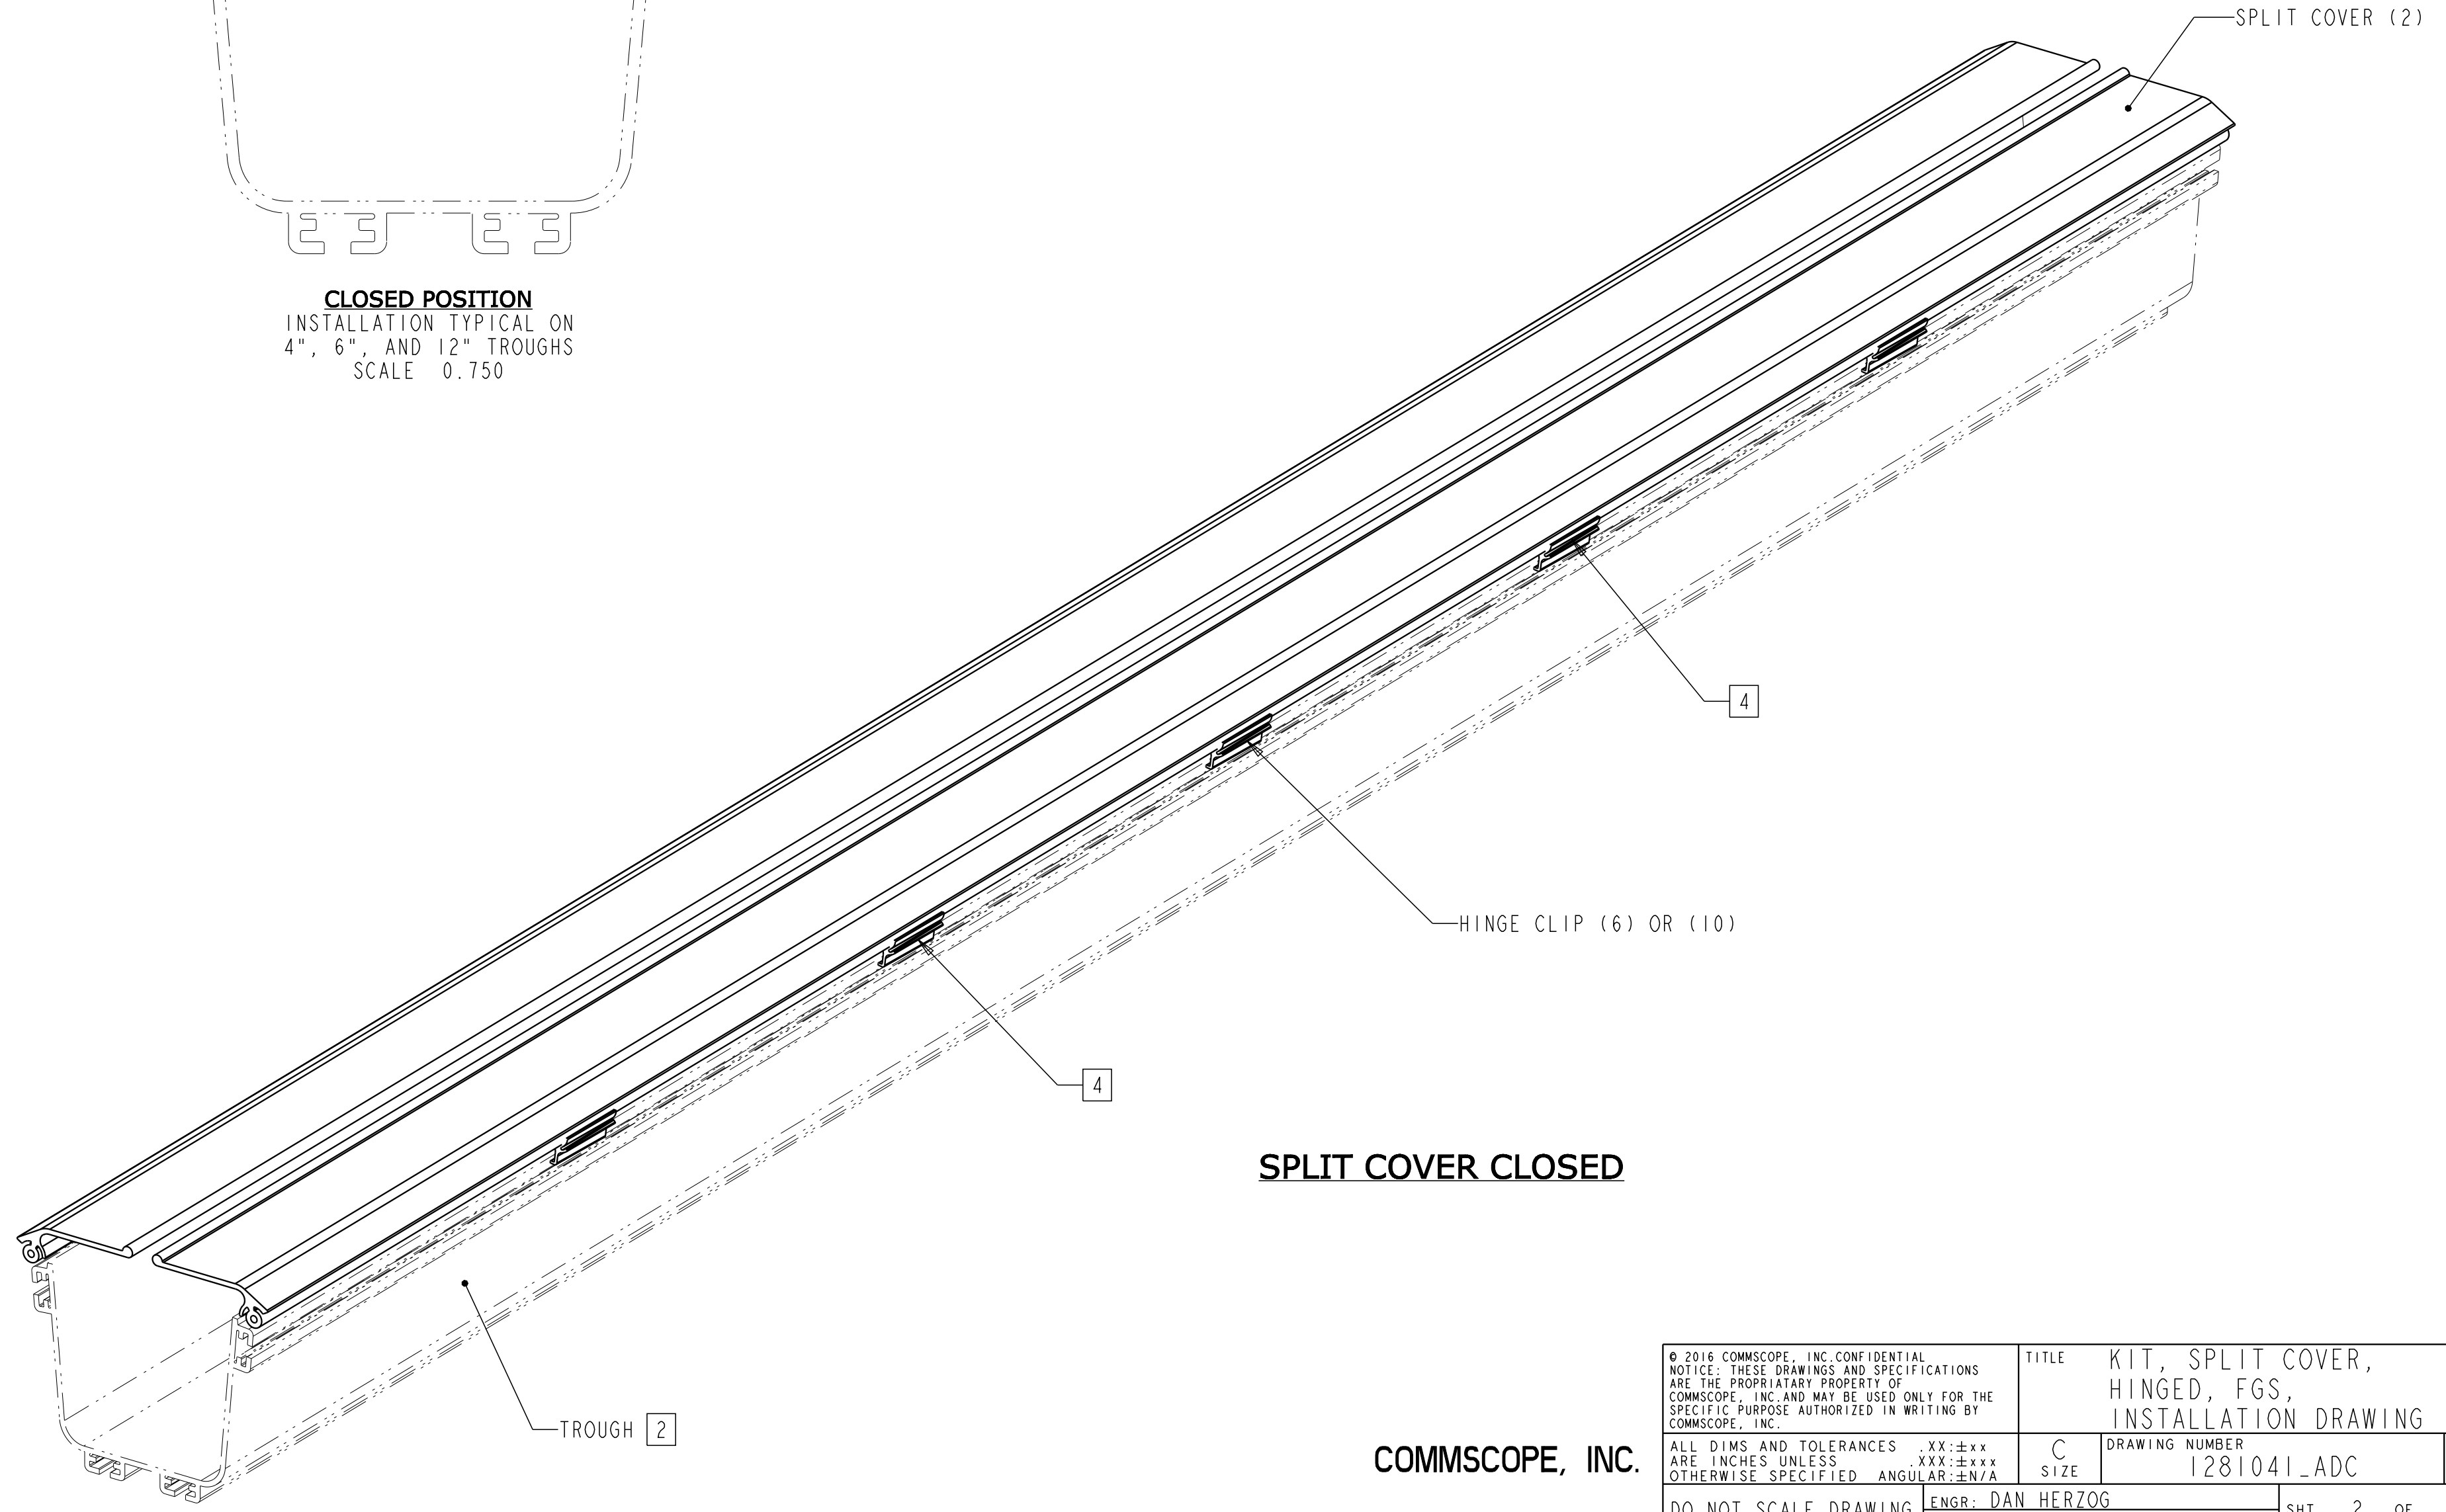 SPLIT COVER (2)
CLOSED POSITION
INSTALLATION TYPICAL ON
4", 6", AND 12" TROUGHS
SCALE 0.750
4
HINGE CLIP (6) OR (10)
4
SPLIT COVER CLOSED
TROUGH 2
COMMSCOPE, INC.
© 2016 COMMSCOPE, INC.CONFIDENTIAL
NOTICE: THESE DRAWINGS AND SPECIFICATIONS
ARE THE PROPRIATARY PROPERTY OF
COMMSCOPE, INC.AND MAY BE USED ONLY FOR THE
SPECIFIC PURPOSE AUTHORIZED IN WRITING BY
COMMSCOPE, INC.
TITLE
KIT, SPLIT COVER,
HINGED, FGS,
INSTALLATION DRAWING
ALL DIMS AND TOLERANCES .XX:±xx
ARE INCHES UNLESS .XXX:±xxx
OTHERWISE SPECIFIED ANGULAR:±N/A
C
SIZE
DRAWING NUMBER
1281041_ADC
DO NOT SCALE DRAWING
ENGR: DAN HERZOG
SHT 2 OF